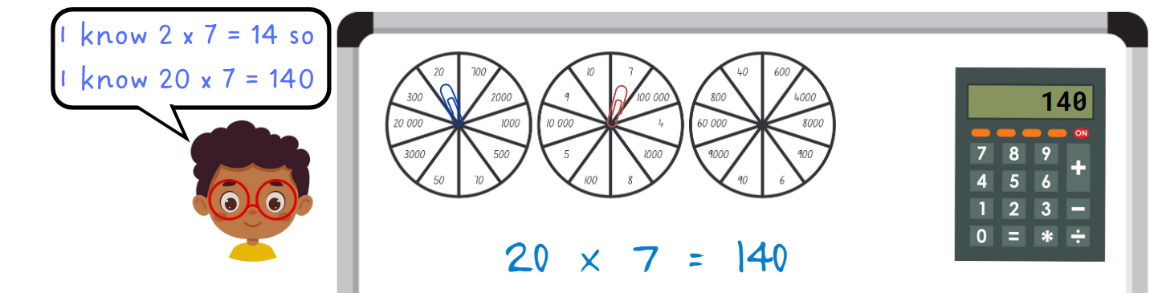 I know 2 x 7 = 14 so
I know 20 x 7 = 140
20 700
300 2000
20 000 1000
3000 500
50 70
10 7
9 100 000
10 000 4
5 1000
100 8
40 600
800 4000
60 000 8000
9000 900
90 6
140
ON
7 8 9 +
4 5 6
1 2 3 −
0 = * ÷
20 x 7 = 140